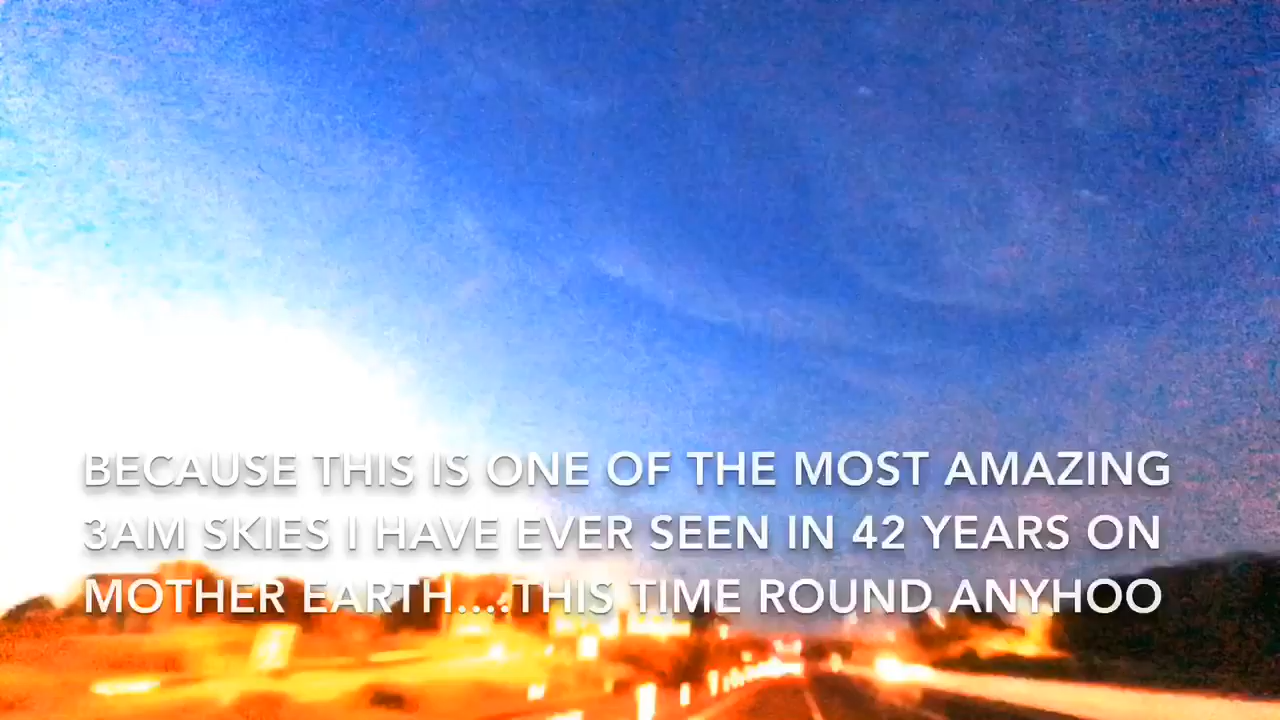 BECAUSE THIS IS ONE OF THE MOST AMAZING
3AM SKIES I HAVE EVER SEEN IN 42 YEARS ON
MOTHER EARTH....THIS TIME ROUND ANYHOO